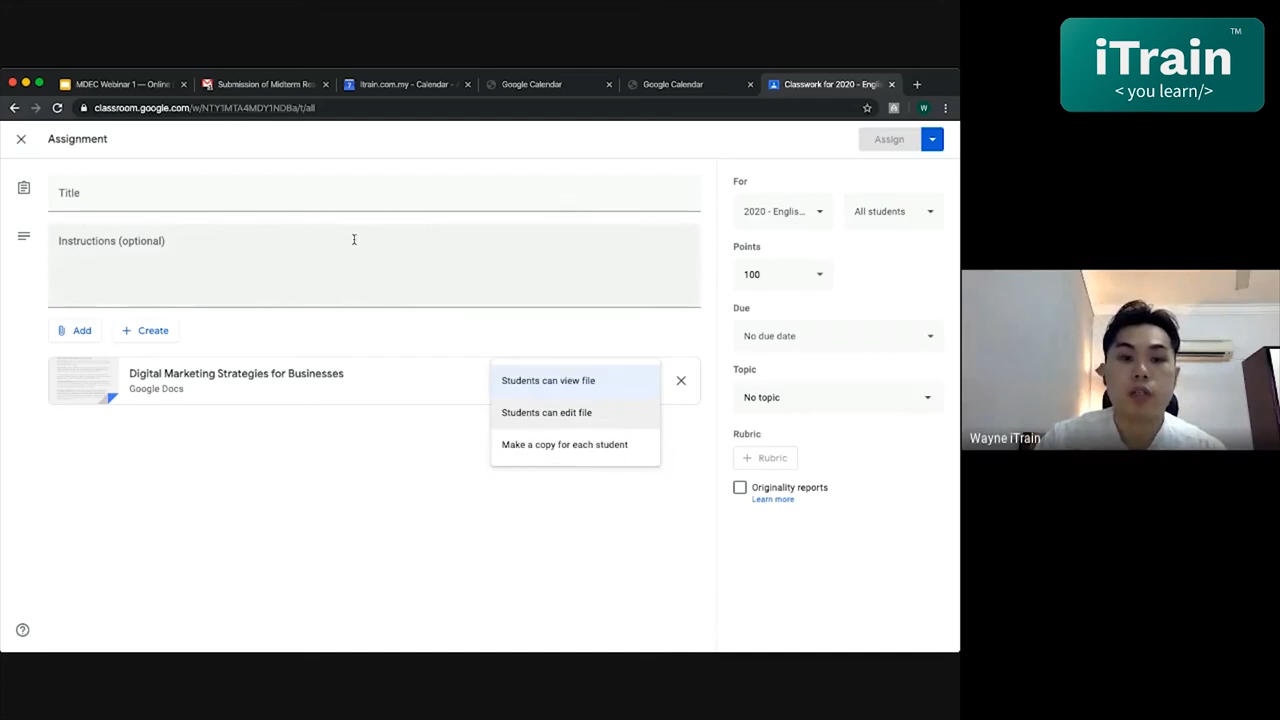 iTrain™
< you learn/>
MDEC Webinar 1 — Online
Submission of Midterm Re
itrain.com.my - Calendar - A
Google Calendar
Google Calendar
Classwork for 2020 - Engli
classroom.google.com/w/NTY1MTA4MDY1NDBa/t/all
W
Assignment
Assign
Title
Instructions (optional)
Add
Create
Digital Marketing Strategies for Businesses
Google Docs
Students can view file
Students can edit file
Make a copy for each student
For
2020 - Englis...
All students
Points
100
Due
No due date
Topic
No topic
Rubric
+ Rubric
Originality reports
Learn more
Wayne iTrain